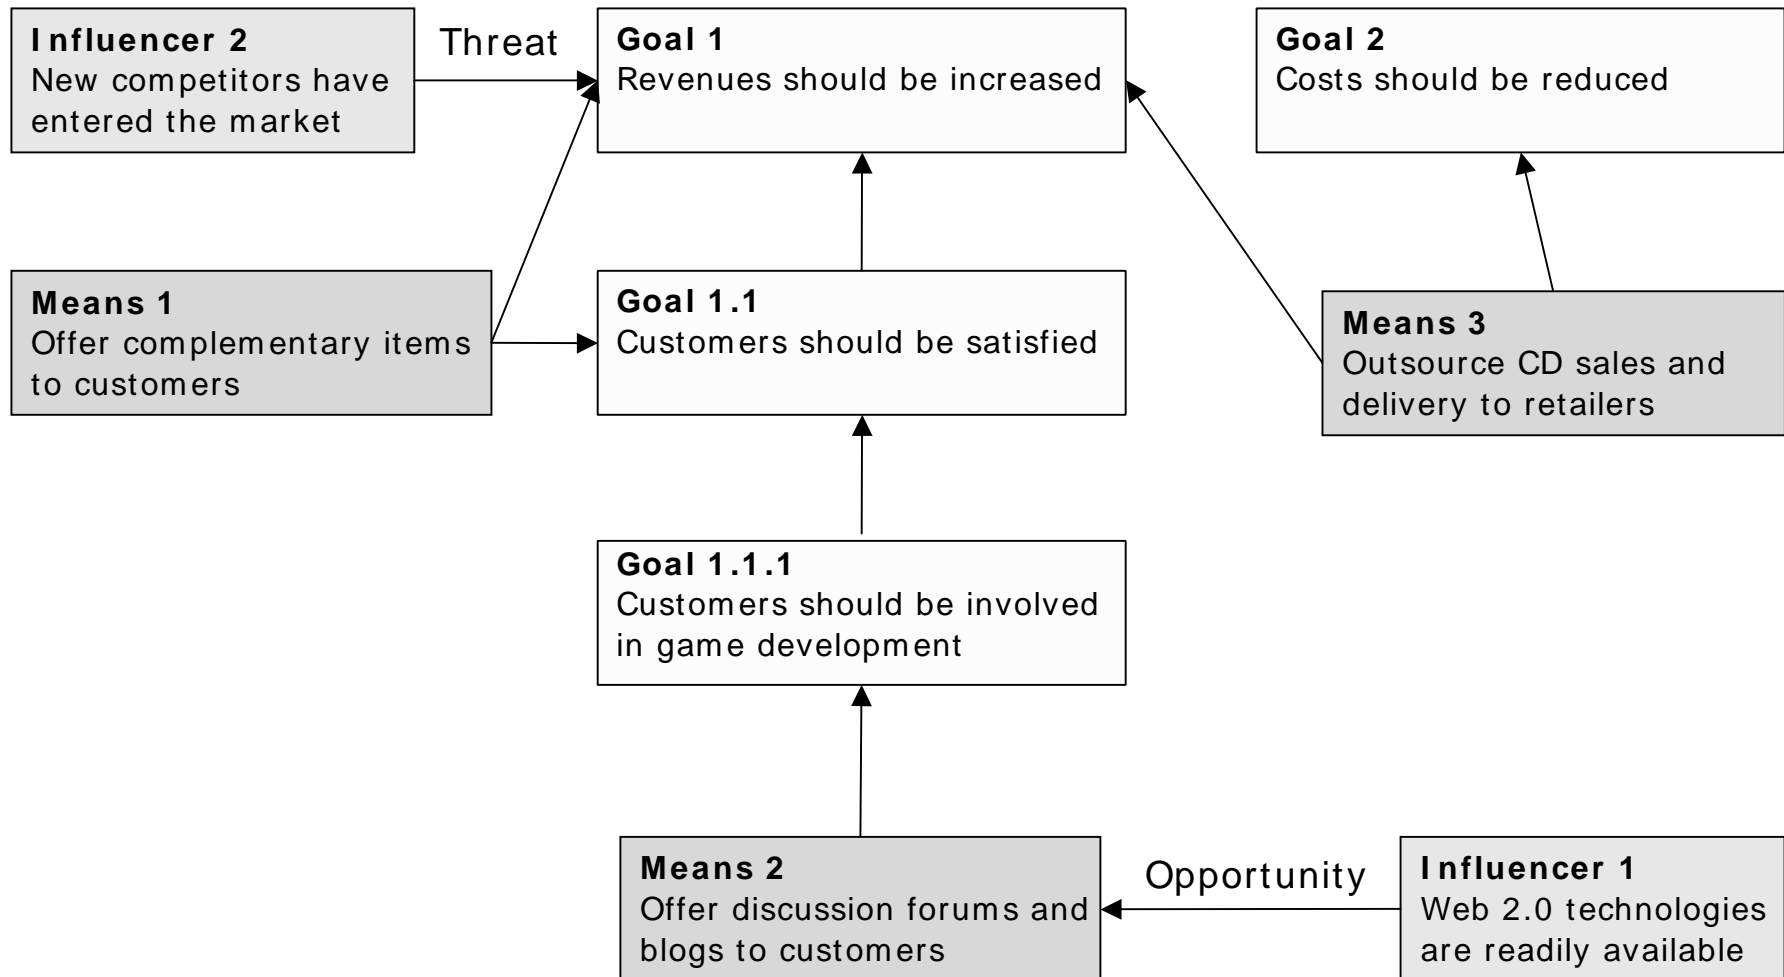 Influencer 2
New competitors have
entered the market
Threat
Goal 1
Revenues should be increased
Goal 2
Costs should be reduced
Means 1
Offer complementary items
to customers
Goal 1.1
Customers should be satisfied
Means 3
Outsource CD sales and
delivery to retailers
Goal 1.1.1
Customers should be involved
in game development
Means 2
Offer discussion forums and
blogs to customers
Opportunity
Influencer 1
Web 2.0 technologies
are readily available